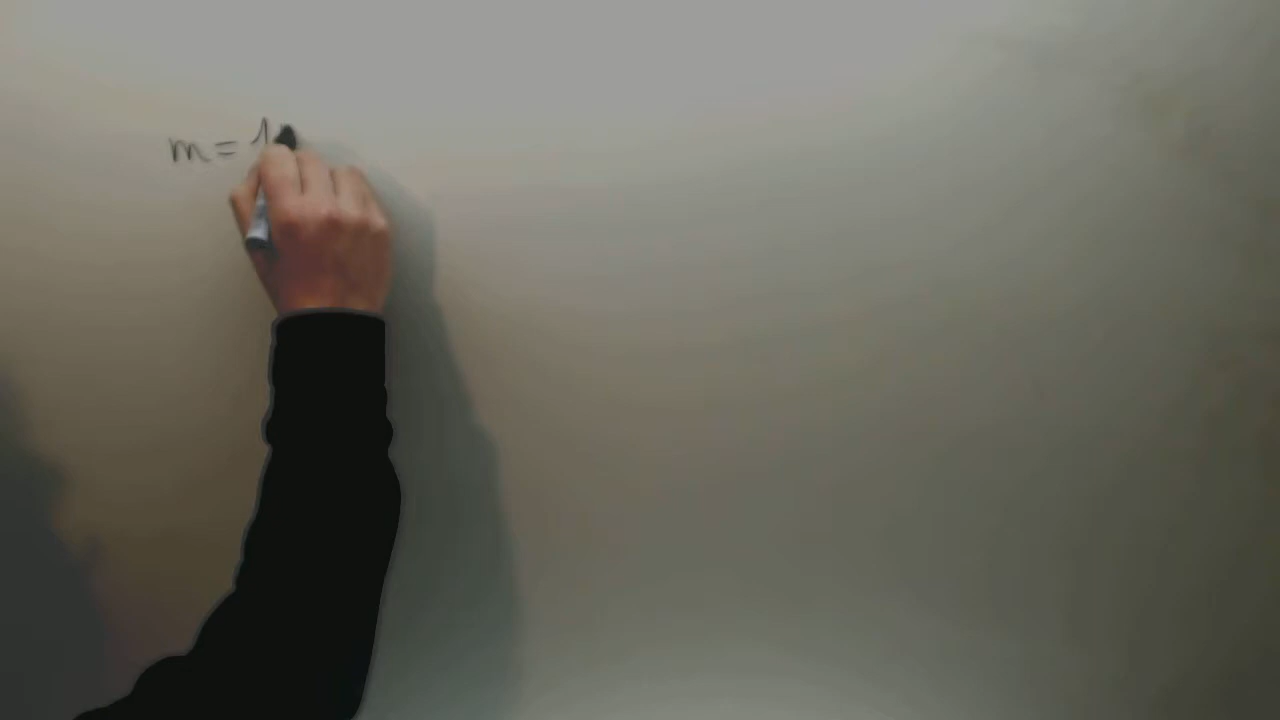 m = 1